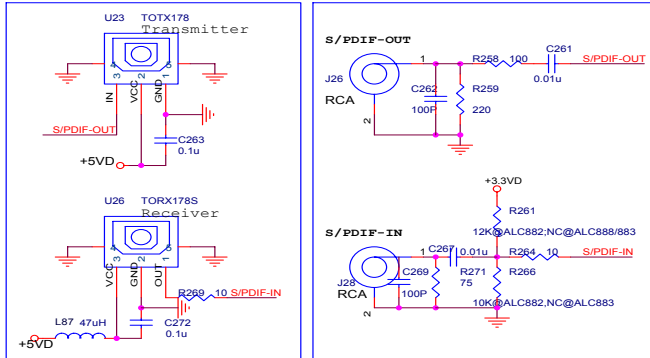 U23 TOTX178
Transmitter
4 5
3 2 1
IN VCC GND
S/PDIF-OUT
C263
0.1u
+5VD
U26 TORX178S
Receiver
4 5
3 2 1
VCC GND OUT
R269 10 S/PDIF-IN
L87 47uH
C272
0.1u
+5VD
S/PDIF-OUT
1
R258 100
C261
0.01u
S/PDIF-OUT
J26
RCA
2
C262
100P
R259
220
+3.3VD
R261
12K@ALC882;NC@ALC888/883
S/PDIF-IN
1
C267 0.01u
R264 10
S/PDIF-IN
J28
RCA
2
C269
100P
R271
75
R266
10K@ALC882,NC@ALC883